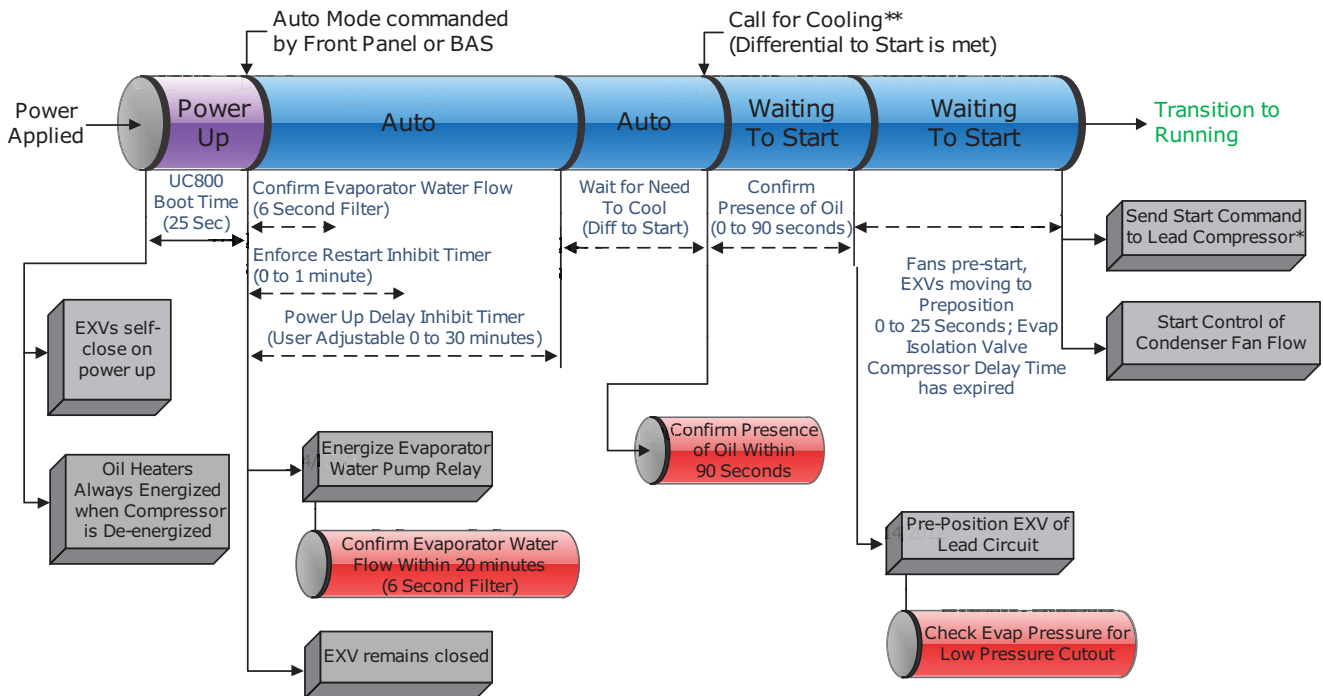 Auto Mode commanded
by Front Panel or BAS
Call for Cooling**
(Differential to Start is met)
Power
Applied
Power
Up
Auto
Auto
Waiting
To Start
Waiting
To Start
Transition to
Running
UC800
Boot Time
(25 Sec)
Confirm Evaporator Water Flow
(6 Second Filter)
Enforce Restart Inhibit Timer
(0 to 1 minute)
Power Up Delay Inhibit Timer
(User Adjustable 0 to 30 minutes)
Wait for Need
To Cool
(Diff to Start)
Confirm
Presence of Oil
(0 to 90 seconds)
Fans pre-start,
EXVs moving to
Preposition
0 to 25 Seconds; Evap
Isolation Valve
Compressor Delay Time
has expired
Send Start Command
to Lead Compressor*
Start Control of
Condenser Fan Flow
EXVs self-
close on
power up
Oil Heaters
Always Energized
when Compressor
is De-energized
Energize Evaporator
Water Pump Relay
Confirm Evaporator Water
Flow Within 20 minutes
(6 Second Filter)
EXV remains closed
Confirm Presence
of Oil Within
90 Seconds
Pre-Position EXV of
Lead Circuit
Check Evap Pressure for
Low Pressure Cutout